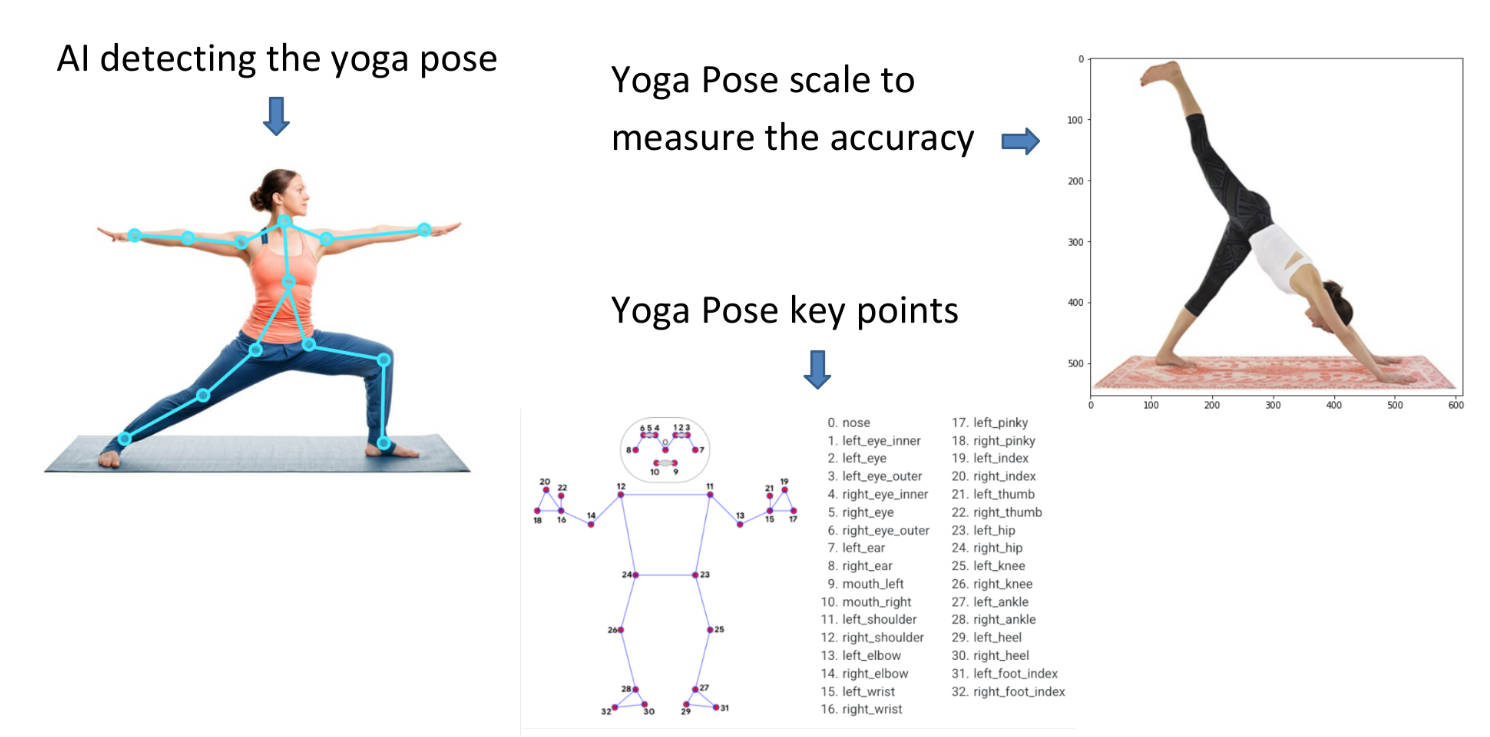 AI detecting the yoga pose
Yoga Pose scale to
measure the accuracy
0
100
200
300
400
500
0 100 200 300 400 500 600
Yoga Pose key points
6 5 4 1 2 3
8 0 7
10 9
20 22 12 11 21 19
18 16 14 13 15 17
24 23
26 25
28 27
32 30 29 31
0. nose
1. left_eye_inner
2. left_eye
3. left_eye_outer
4. right_eye_inner
5. right_eye
6. right_eye_outer
7. left_ear
8. right_ear
9. mouth_left
10. mouth_right
11. left_shoulder
12. right_shoulder
13. left_elbow
14. right_elbow
15. left_wrist
16. right_wrist
17. left_pinky
18. right_pinky
19. left_index
20. right_index
21. left_thumb
22. right_thumb
23. left_hip
24. right_hip
25. left_knee
26. right_knee
27. left_ankle
28. right_ankle
29. left_heel
30. right_heel
31. left_foot_index
32. right_foot_index